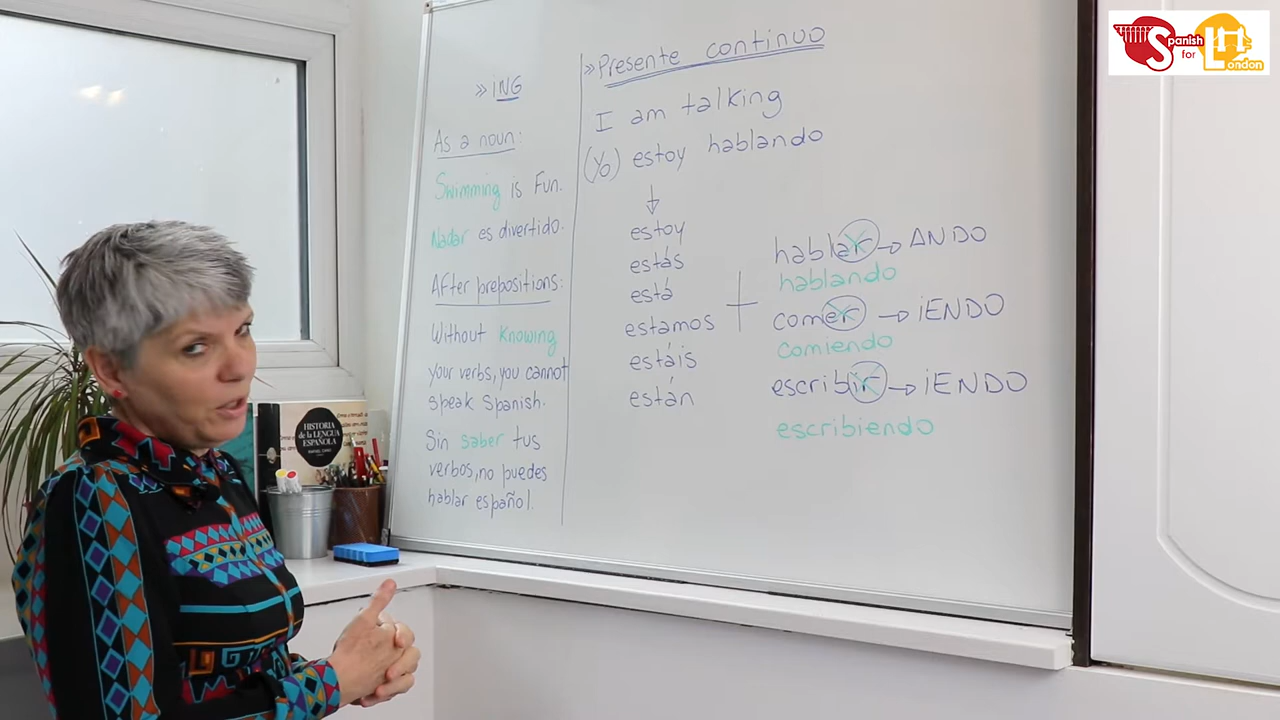 » iNG
As a noun:
Swimming is Fun.
Nadar es divertido.
After prepositions:
Without Knowing
your verbs, you cannot
speak Spanish.
Sin saber tus
verbos, no puedes
hablar español.
» Presente continuo
I am talking
(Yo) estoy hablando
estoy
estás
está
estamos
estáis
están
+
hablar → ANDO
hablando
comer → iENDO
comiendo
escribir → iENDO
escribiendo
HISTORIA
de la LENGUA
ESPAÑOLA
Spanish
for
London